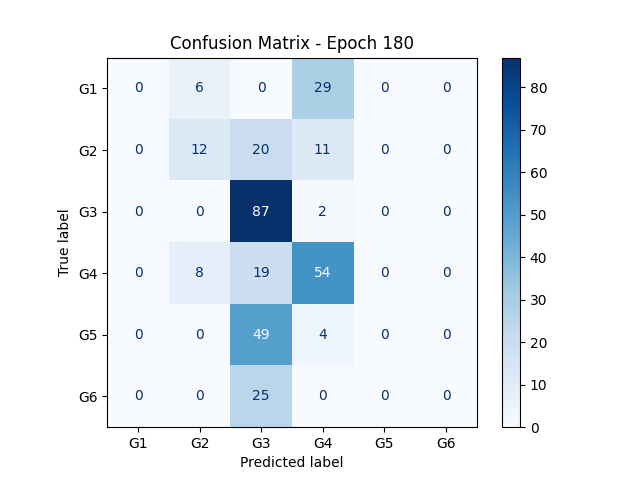 Confusion Matrix - Epoch 180
G1 0 6 0 29 0 0
G2 0 12 20 11 0 0
G3 0 0 87 2 0 0
G4 0 8 19 54 0 0
G5 0 0 49 4 0 0
G6 0 0 25 0 0 0
G1 G2 G3 G4 G5 G6
Predicted label
True label
80
70
60
50
40
30
20
10
0